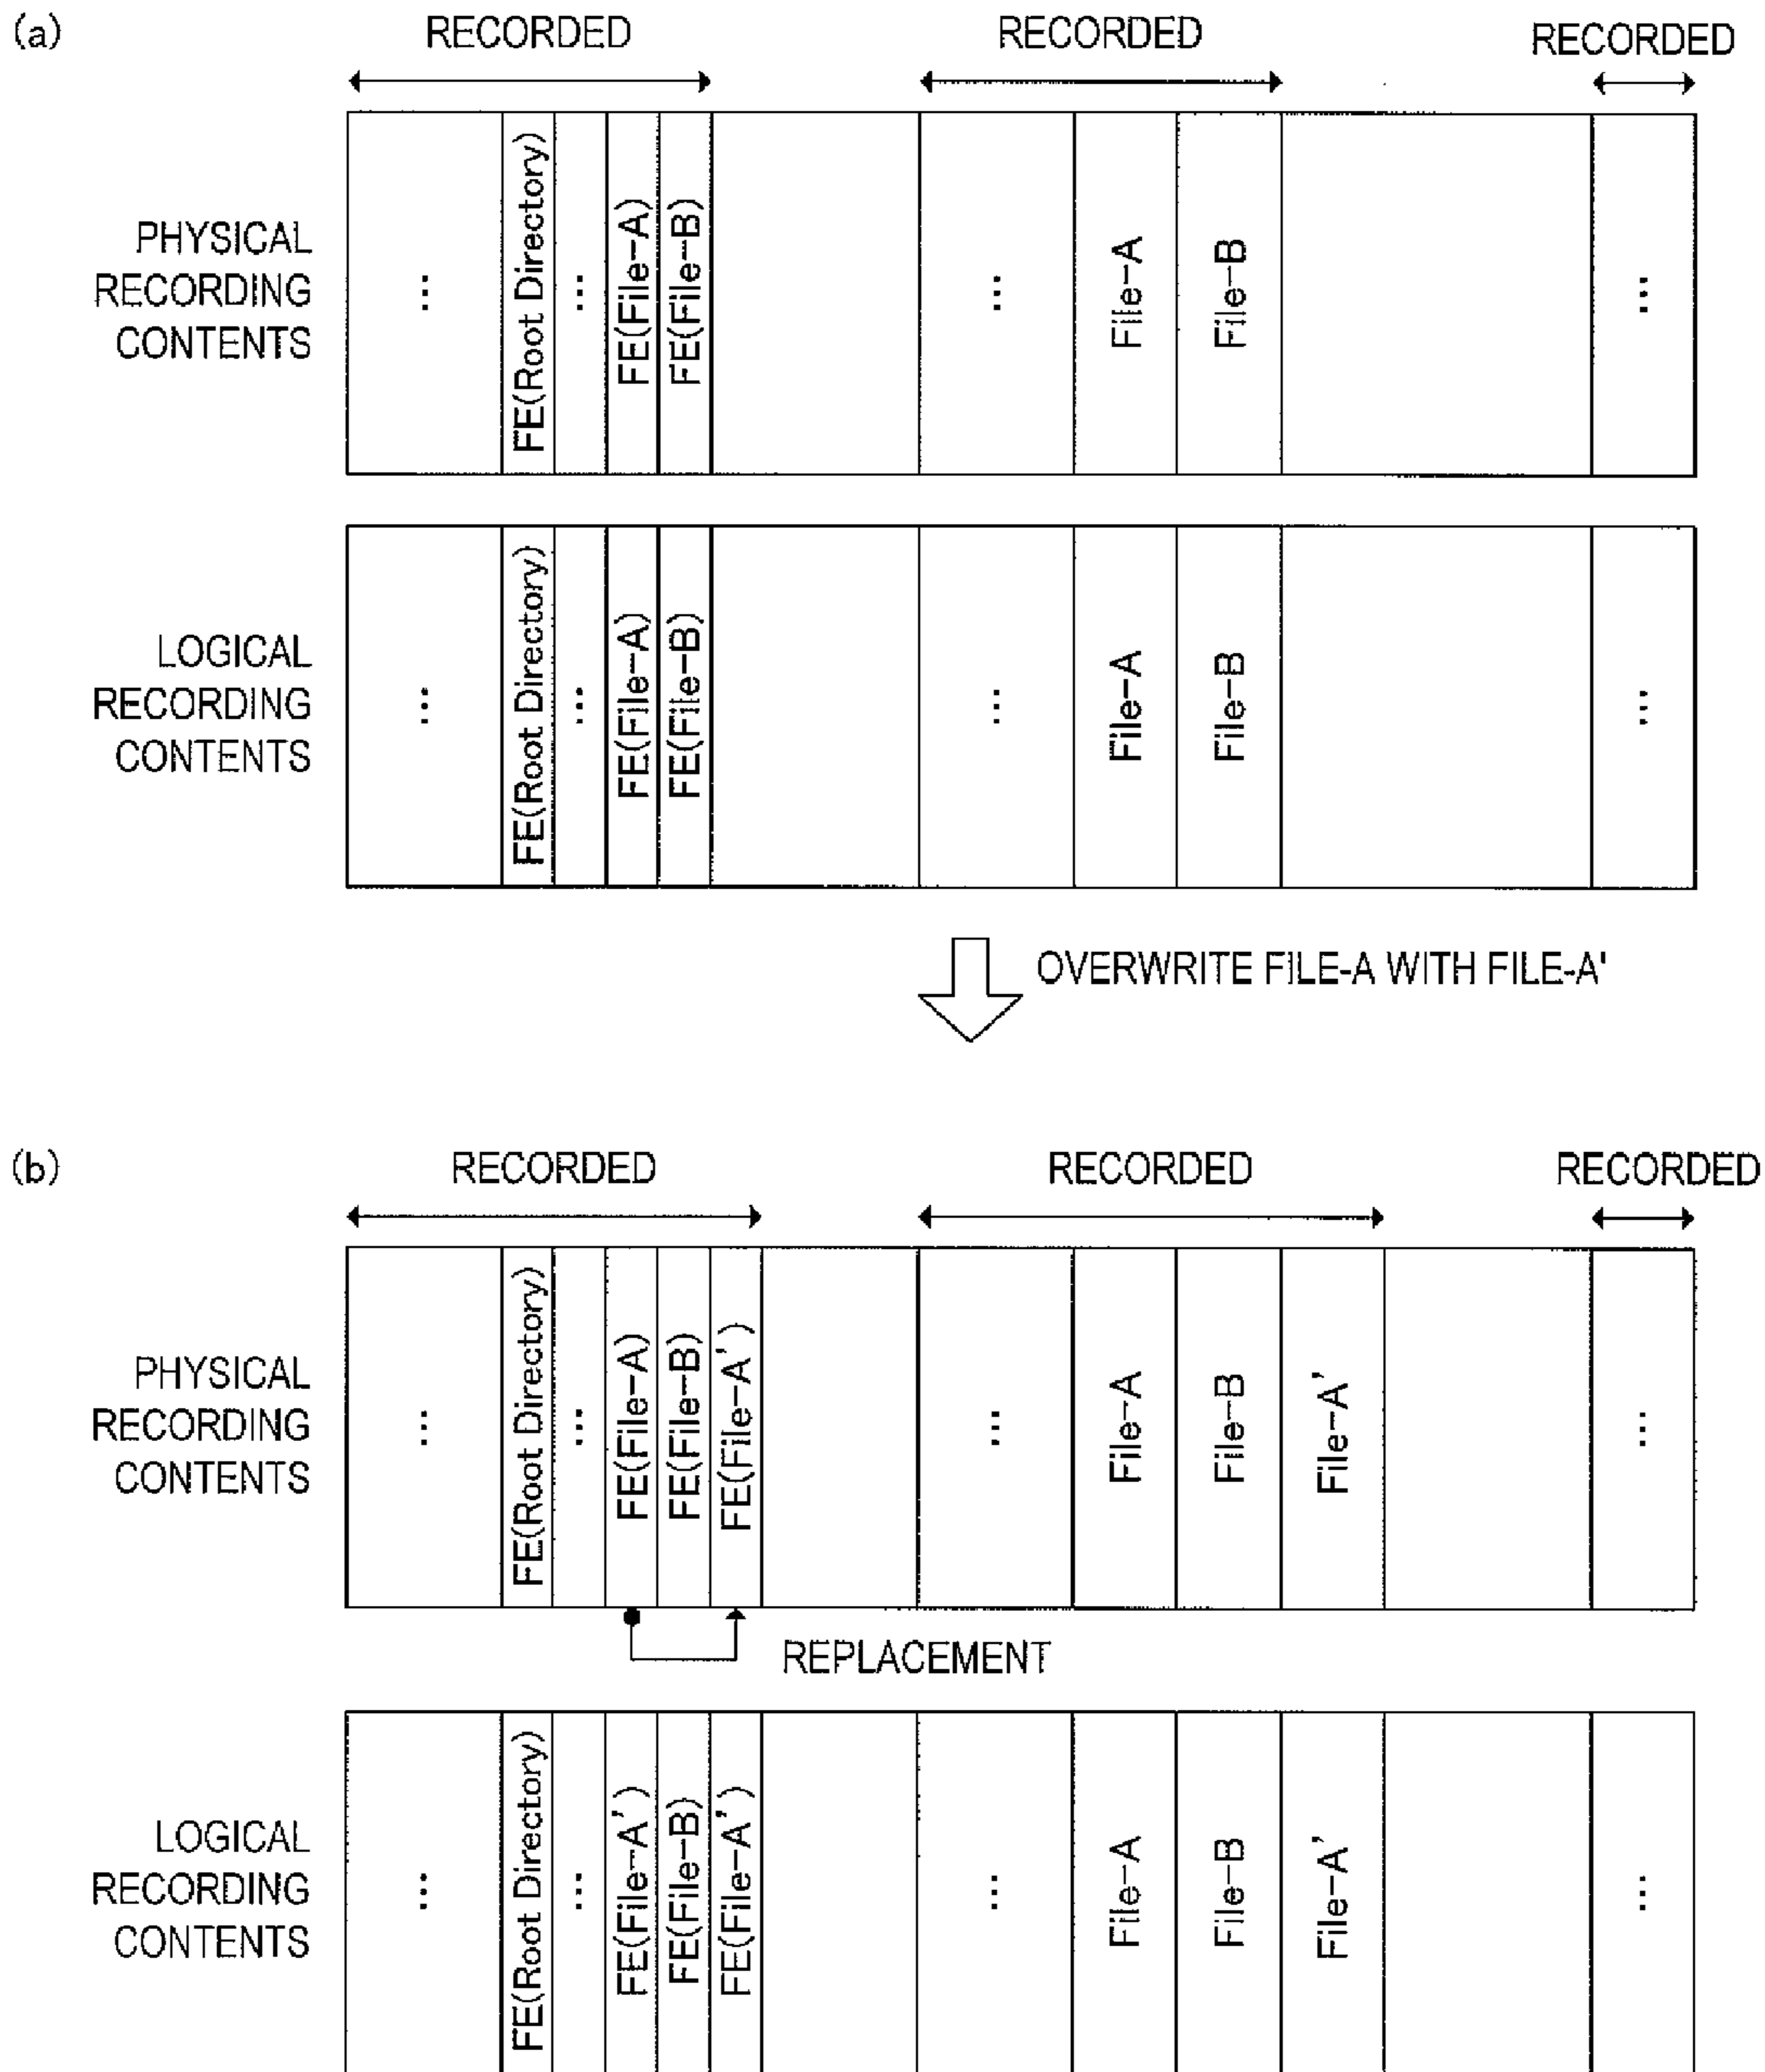 (a)
RECORDED
RECORDED
RECORDED
PHYSICAL
RECORDING
CONTENTS
...
FE(Root Directory)
...
FE(File-A)
FE(File-B)
...
File-A
File-B
...
LOGICAL
RECORDING
CONTENTS
...
FE(Root Directory)
...
FE(File-A)
FE(File-B)
...
File-A
File-B
...
OVERWRITE FILE-A WITH FILE-A'
(b)
RECORDED
RECORDED
RECORDED
PHYSICAL
RECORDING
CONTENTS
...
FE(Root Directory)
...
FE(File-A)
FE(File-B)
FE(File-A')
...
File-A
File-B
File-A'
...
REPLACEMENT
LOGICAL
RECORDING
CONTENTS
...
FE(Root Directory)
...
FE(File-A')
FE(File-B)
FE(File-A')
...
File-A
File-B
File-A'
...